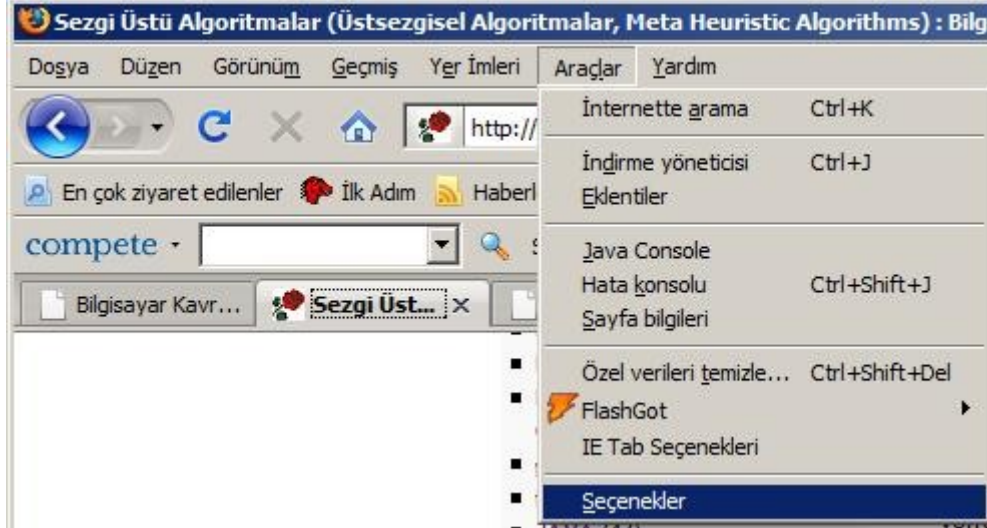 Sezgi Üstü Algoritmalar (Üstsezgisel Algoritmalar, Meta Heuristic Algorithms) : Bilg
Dosya Düzen Görünüm Geçmiş Yer İmleri Araçlar Yardım
http://
En çok ziyaret edilenler İlk Adım Haberl
compete
Bilgisayar Kavr... Sezgi Üst...
İnternette arama Ctrl+K
İndirme yöneticisi Ctrl+J
Eklentiler
Java Console
Hata konsolu Ctrl+Shift+J
Sayfa bilgileri
Özel verileri temizle... Ctrl+Shift+Del
FlashGot
IE Tab Seçenekleri
Seçenekler